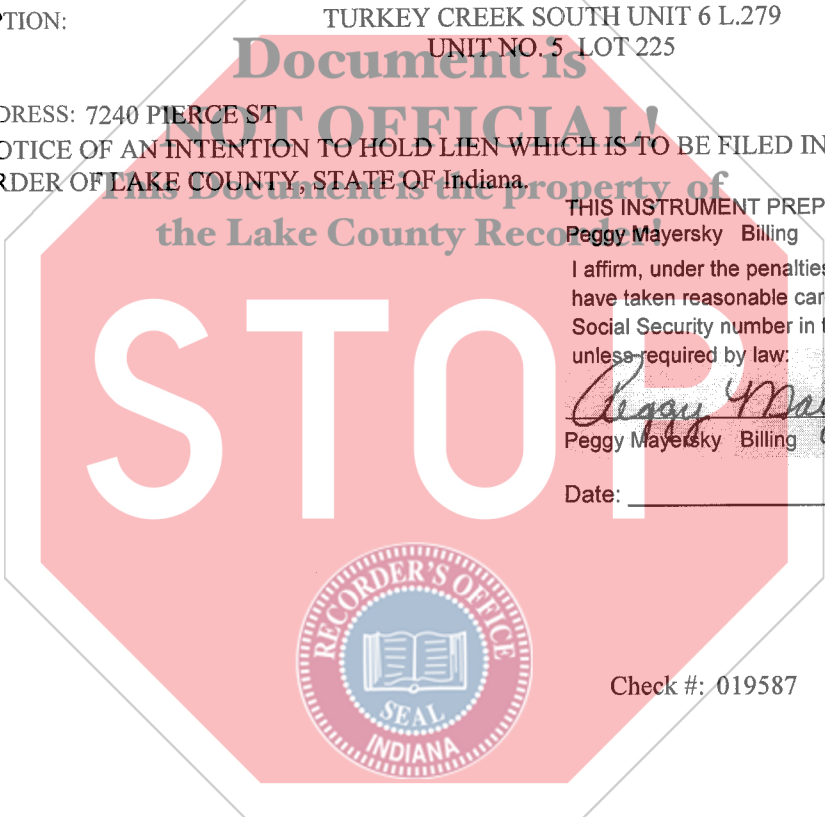 PTION:
TURKEY CREEK SOUTH UNIT 6 L.279
UNIT NO. 5 LOT 225
Document is
DRESS: 7240 PIERCE ST
NOT OFFICIAL!
OTICE OF AN INTENTION TO HOLD LIEN WHICH IS TO BE FILED IN
RDER OF LAKE COUNTY, STATE OF Indiana.
This Document is the property of
the Lake County Recorder!
THIS INSTRUMENT PREP
Peggy Mayersky Billing
I affirm, under the penalties
have taken reasonable car
Social Security number in t
unless required by law:
Peggy Ma
Peggy Mayersky Billing
Date:
STOP
RECORDER'S OFFICE
SEAL
INDIANA
Check #: 019587